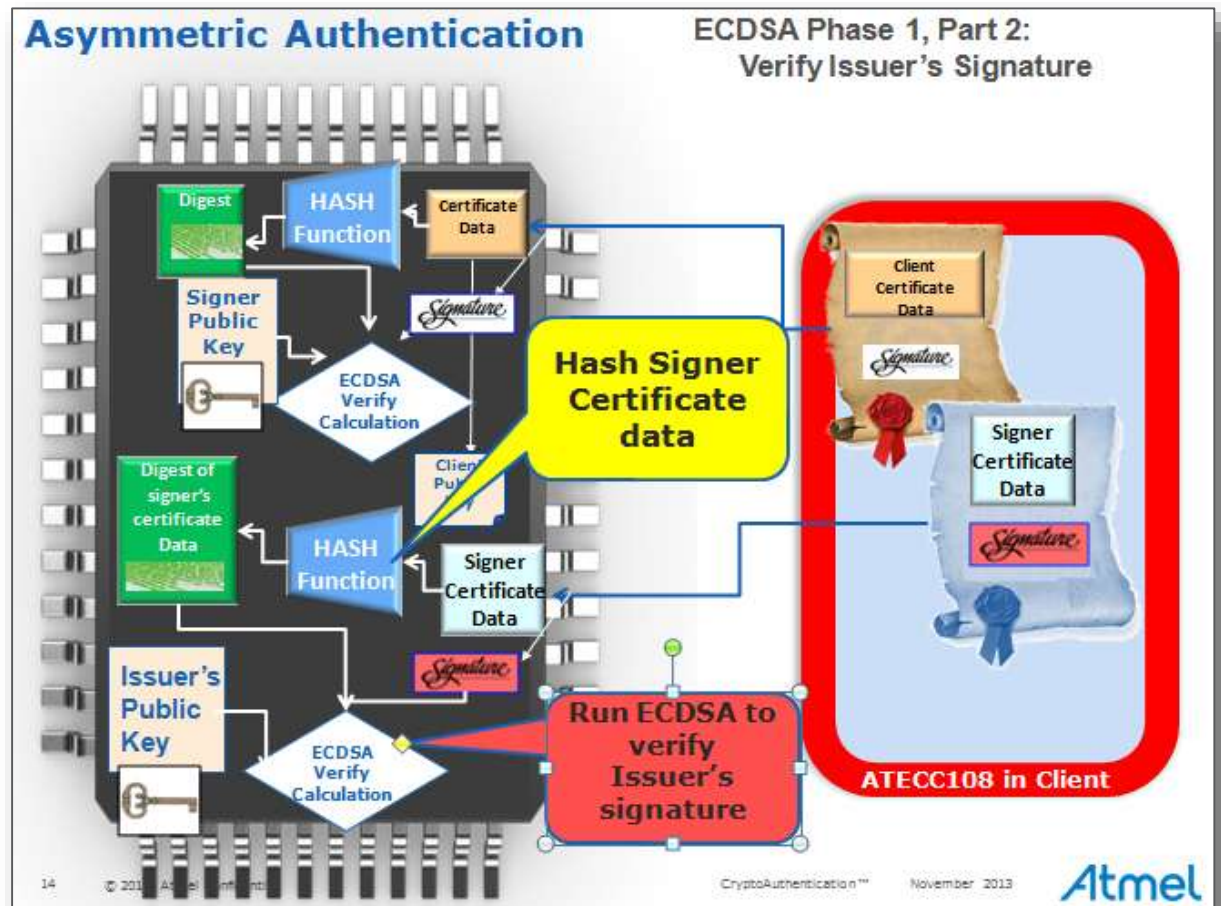 Asymmetric Authentication
ECDSA Phase 1, Part 2:
Verify Issuer's Signature
Digest
HASH
Function
Certificate
Data
Signer
Public
Key
Signature
ECDSA
Verify
Calculation
Hash Signer
Certificate
data
Client
Certificate
Data
Signature
Signer
Certificate
Data
Signature
Digest of
signer's
certificate
Data
HASH
Function
Client
Signer
Certificate
Data
Signature
Issuer's
Public
Key
ECDSA
Verify
Calculation
Run ECDSA to
verify
Issuer's
signature
ATECC108 in Client
14
©
CryptoAuthentication™
November 2013
Atmel